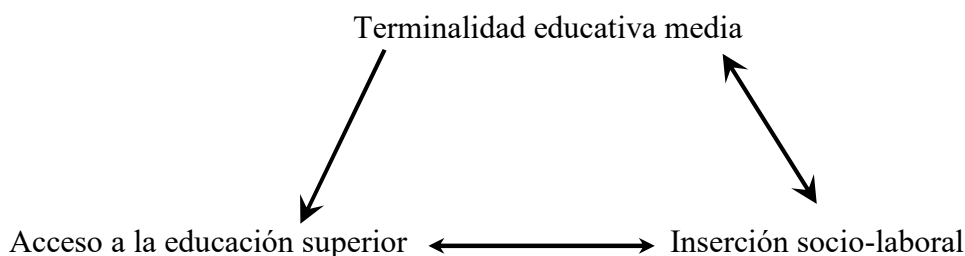 Terminalidad educativa media
Acceso a la educación superior
Inserción socio-laboral